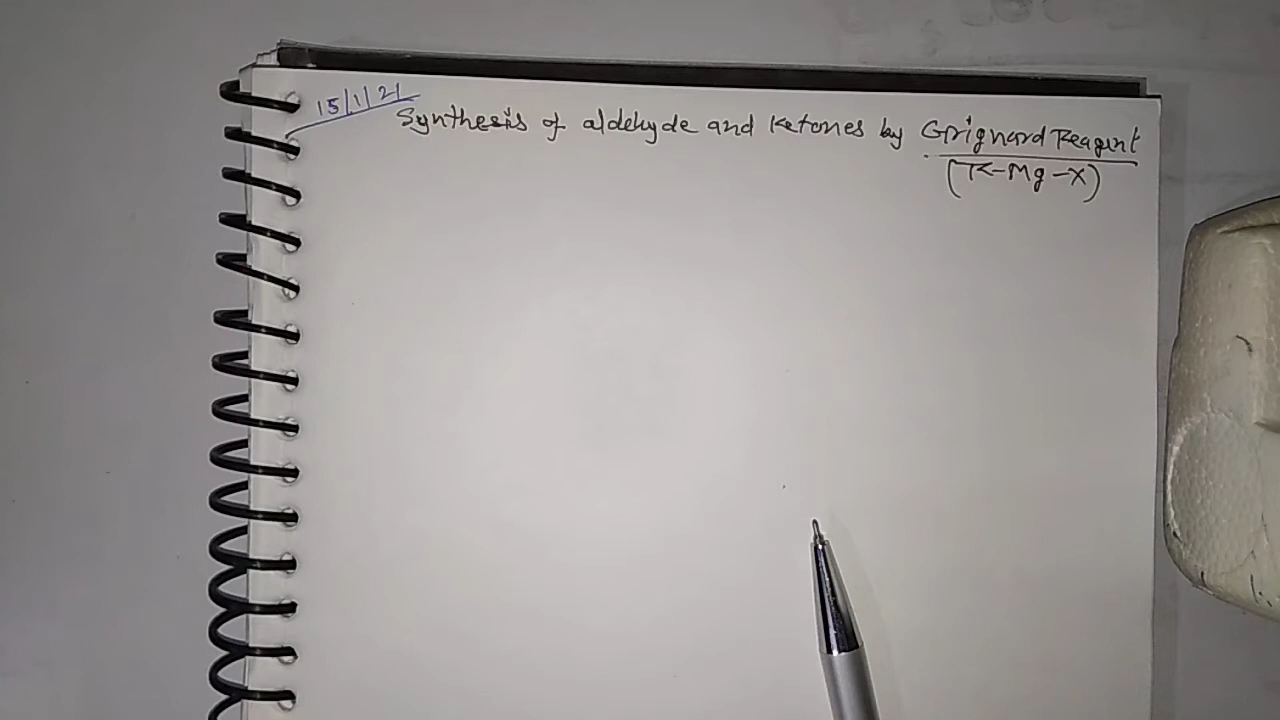 15/1/21
Synthesis of aldehyde and Ketones by Grignard Reagent
(R-Mg-X)